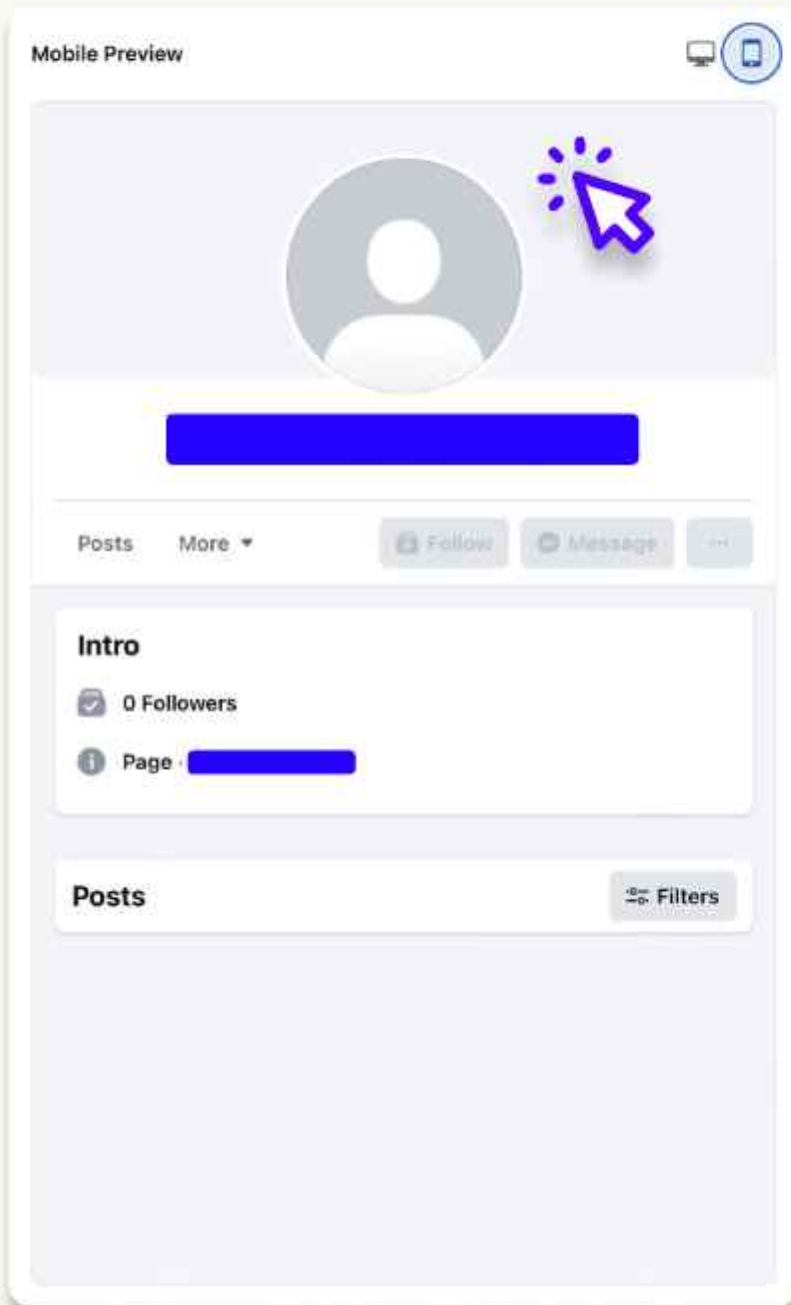 Mobile Preview
Posts More Follow Message ...
Intro
0 Followers
Page ·
Posts Filters